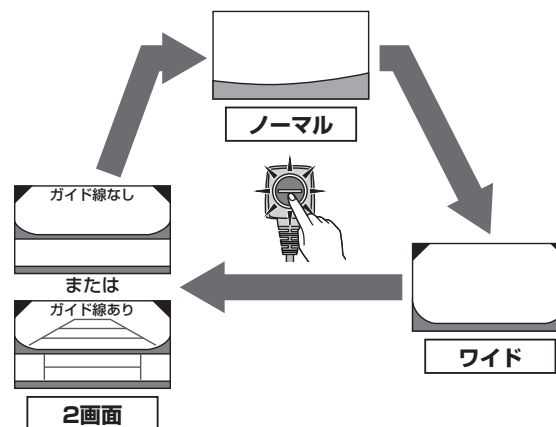 ノーマル
ガイド線なし
または
ガイド線あり
ワイド
2画面